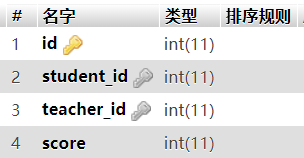 # 名字 类型 排序规则
1 id int(11)
2 student_id int(11)
3 teacher_id int(11)
4 score int(11)